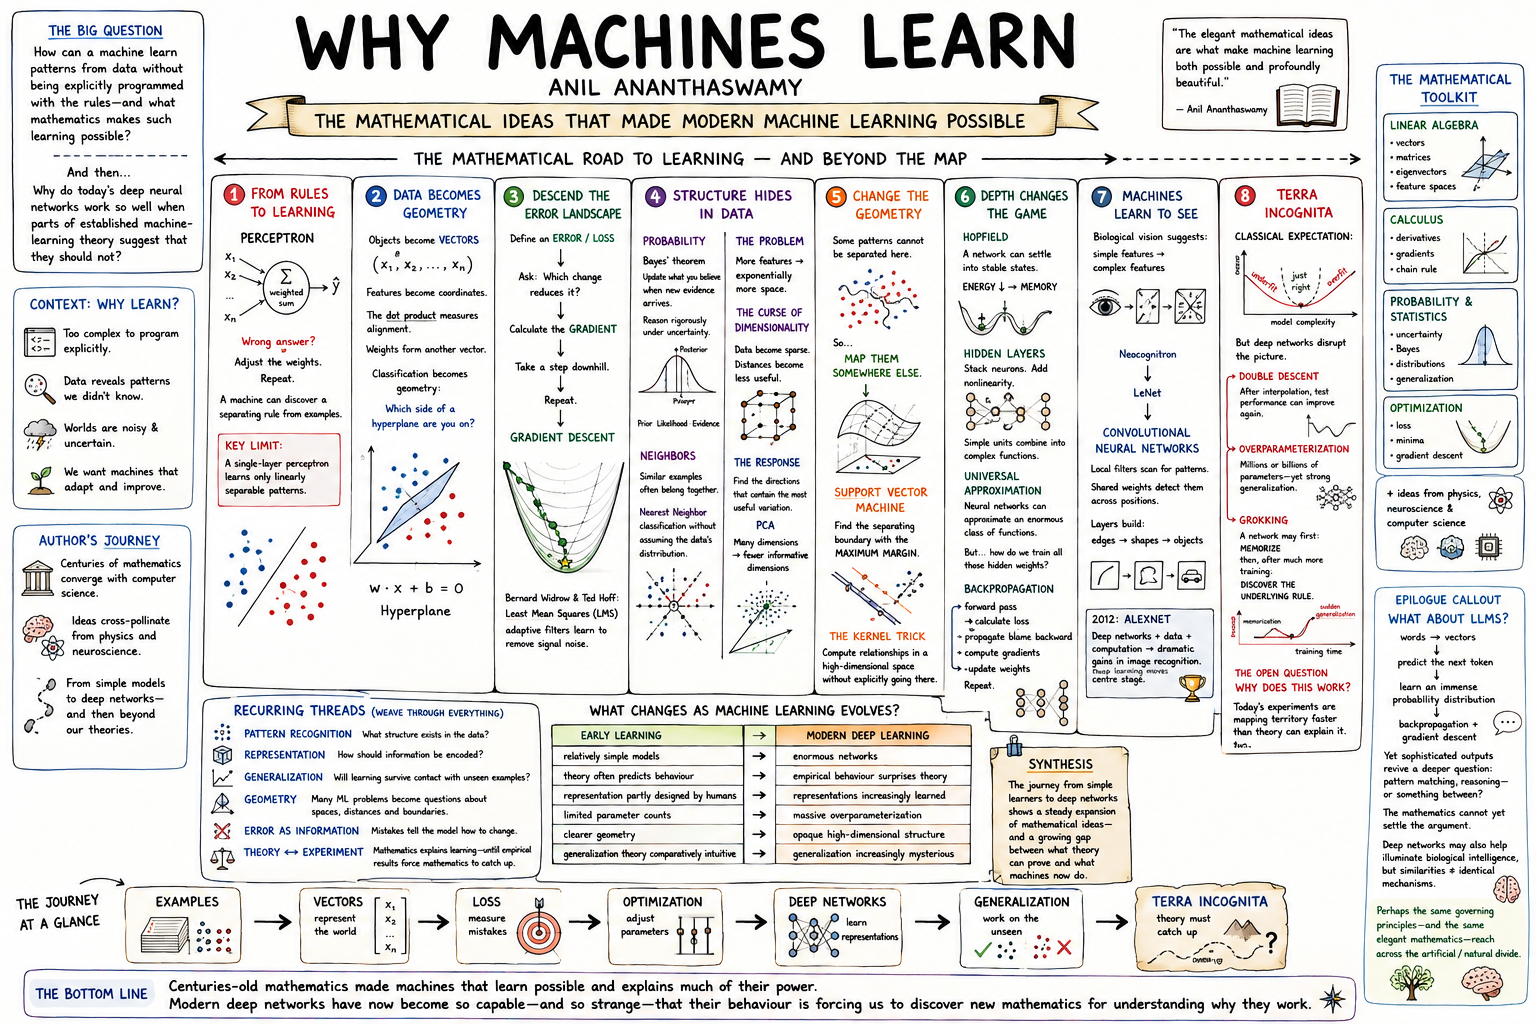 WHY MACHINES LEARN
ANIL ANANTHASWAMY
THE MATHEMATICAL IDEAS THAT MADE MODERN MACHINE LEARNING POSSIBLE
"The elegant mathematical ideas
are what make machine learning
both possible and profoundly
beautiful."
— Anil Ananthaswamy
THE BIG QUESTION
How can a machine learn
patterns from data without
being explicitly programmed
with the rules—and what
mathematics makes such
learning possible?
And then...
Why do today's deep neural
networks work so well when
parts of established machine-
learning theory suggest that
they should not?
CONTEXT: WHY LEARN?
Too complex to program
explicitly.
Data reveals patterns
we didn't know.
Worlds are noisy &
uncertain.
We want machines that
adapt and improve.
AUTHOR'S JOURNEY
Centuries of mathematics
converge with computer
science.
Ideas cross-pollinate
from physics and
neuroscience.
From simple models
to deep networks—
and then beyond
our theories.
THE MATHEMATICAL ROAD TO LEARNING — AND BEYOND THE MAP
1 FROM RULES
TO LEARNING
PERCEPTRON
x₁
x₂
...
xₙ
Σ
weighted
sum
ŷ
Wrong answer?
Adjust the weights.
Repeat.
A machine can discover a
separating rule from examples.
KEY LIMIT:
A single-layer perceptron
learns only linearly
separable patterns.
2 DATA BECOMES
GEOMETRY
Objects become VECTORS
(x₁, x₂, ..., xₙ)
Features become coordinates.
The dot product measures
alignment.
Weights form another vector.
Classification becomes
geometry:
Which side of a
hyperplane are you on?
w · x + b = 0
Hyperplane
3 DESCEND THE
ERROR LANDSCAPE
Define an ERROR / LOSS
Ask: Which change
reduces it?
Calculate the GRADIENT
Take a step downhill.
Repeat.
GRADIENT DESCENT
Bernard Widrow & Ted Hoff:
Least Mean Squares (LMS)
adaptive filters learn to
remove signal noise.
4 STRUCTURE HIDES
IN DATA
PROBABILITY
Bayes' theorem
Update what you believe
when new evidence
arrives.
Reason rigorously
under uncertainty.
Posterior
Prior Likelihood · Evidence
NEIGHBORS
Similar examples
often belong together.
Nearest Neighbor
classification without
assuming the data's
distribution.
?
THE PROBLEM
More features →
exponentially
more space.
THE CURSE OF
DIMENSIONALITY
Data become sparse.
Distances become
less useful.
THE RESPONSE
Find the directions
that contain the most
useful variation.
PCA
Many dimensions
→ fewer informative
dimensions
5 CHANGE THE
GEOMETRY
Some patterns cannot
be separated here.
So...
MAP THEM
SOMEWHERE ELSE.
SUPPORT VECTOR
MACHINE
Find the separating
boundary with the
MAXIMUM MARGIN.
THE KERNEL TRICK
Compute relationships in a
high-dimensional space
without explicitly going there.
6 DEPTH CHANGES
THE GAME
HOPFIELD
A network can settle
into stable states.
ENERGY ↓ → MEMORY
HIDDEN LAYERS
Stack neurons. Add
nonlinearity.
Simple units combine into
complex functions.
UNIVERSAL
APPROXIMATION
Neural networks can
approximate an enormous
class of functions.
But... how do we train all
those hidden weights?
BACKPROPAGATION
forward pass
→ calculate loss
→ propagate blame backward
→ compute gradients
→ update weights
Repeat.
7 MACHINES
LEARN TO SEE
Biological vision suggests:
simple features →
complex features
Neocognitron
LeNet
CONVOLUTIONAL
NEURAL NETWORKS
Local filters scan for patterns.
Shared weights detect them
across positions.
Layers build:
edges → shapes → objects
2012: ALEXNET
Deep networks + data +
computation → dramatic
gains in image recognition.
learning moves
centre stage.
8 TERRA
INCOGNITA
CLASSICAL EXPECTATION:
underfit
just
right
overfit
model complexity
But deep networks disrupt
the picture.
DOUBLE DESCENT
After interpolation, test
performance can improve
again.
OVERPARAMETERIZATION
Millions or billions of
parameters—yet strong
generalization.
GROKKING
A network may first:
MEMORIZE
then, after much more
training:
DISCOVER THE
UNDERLYING RULE.
memorization
sudden
generalization
training time
THE OPEN QUESTION
WHY DOES THIS WORK?
Today's experiments are
mapping territory faster
than theory can explain it.
THE MATHEMATICAL
TOOLKIT
LINEAR ALGEBRA
• vectors
• matrices
• eigenvectors
• feature spaces
CALCULUS
• derivatives
• gradients
• chain rule
PROBABILITY &
STATISTICS
• uncertainty
• Bayes
• distributions
• generalization
OPTIMIZATION
• loss
• minima
• gradient descent
+ ideas from physics,
neuroscience &
computer science
EPILOGUE CALLOUT
WHAT ABOUT LLMS?
words → vectors
predict the next token
learn an immense
probability distribution
backpropagation +
gradient descent
Yet sophisticated outputs
revive a deeper question:
pattern matching, reasoning—
or something between?
The mathematics cannot yet
settle the argument.
Deep networks may also help
illuminate biological intelligence,
but similarities ≠ identical
mechanisms.
Perhaps the same governing
principles—and the same
elegant mathematics—reach
across the artificial / natural divide.
RECURRING THREADS (WEAVE THROUGH EVERYTHING)
PATTERN RECOGNITION What structure exists in the data?
REPRESENTATION How should information be encoded?
GENERALIZATION Will learning survive contact with unseen examples?
GEOMETRY Many ML problems become questions about
spaces, distances and boundaries.
ERROR AS INFORMATION Mistakes tell the model how to change.
THEORY ↔ EXPERIMENT Mathematics explains learning—until empirical
results force mathematics to catch up.
WHAT CHANGES AS MACHINE LEARNING EVOLVES?
EARLY LEARNING → MODERN DEEP LEARNING
relatively simple models → enormous networks
theory often predicts behaviour → empirical behaviour surprises theory
representation partly designed by humans → representations increasingly learned
limited parameter counts → massive overparameterization
clearer geometry → opaque high-dimensional structure
generalization theory comparatively intuitive → generalization increasingly mysterious
SYNTHESIS
The journey from simple
learners to deep networks
shows a steady expansion
of mathematical ideas—
and a growing gap
between what theory
can prove and what
machines now do.
THE JOURNEY
AT A GLANCE
EXAMPLES
VECTORS
represent
the world
x₁
x₂
...
xₙ
LOSS
measure
mistakes
OPTIMIZATION
adjust
parameters
DEEP NETWORKS
learn
representations
GENERALIZATION
work on the
unseen
TERRA INCOGNITA
theory must
catch up
?
THE BOTTOM LINE
Centuries-old mathematics made machines that learn possible and explains much of their power.
Modern deep networks have now become so capable—and so strange—that their behaviour is forcing us to discover new mathematics for understanding why they work.